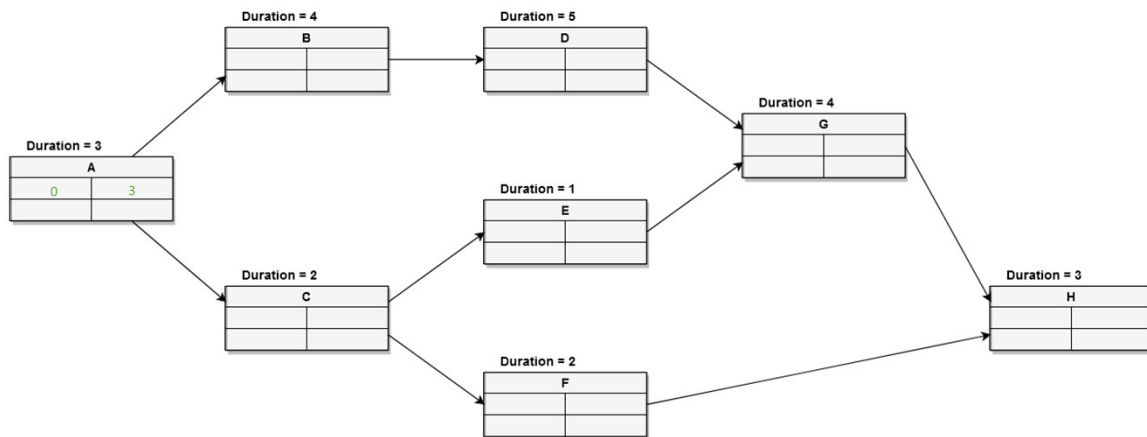 Duration = 4
B
Duration = 5
D
Duration = 4
G
Duration = 3
A
0 3
Duration = 1
E
Duration = 2
C
Duration = 3
H
Duration = 2
F